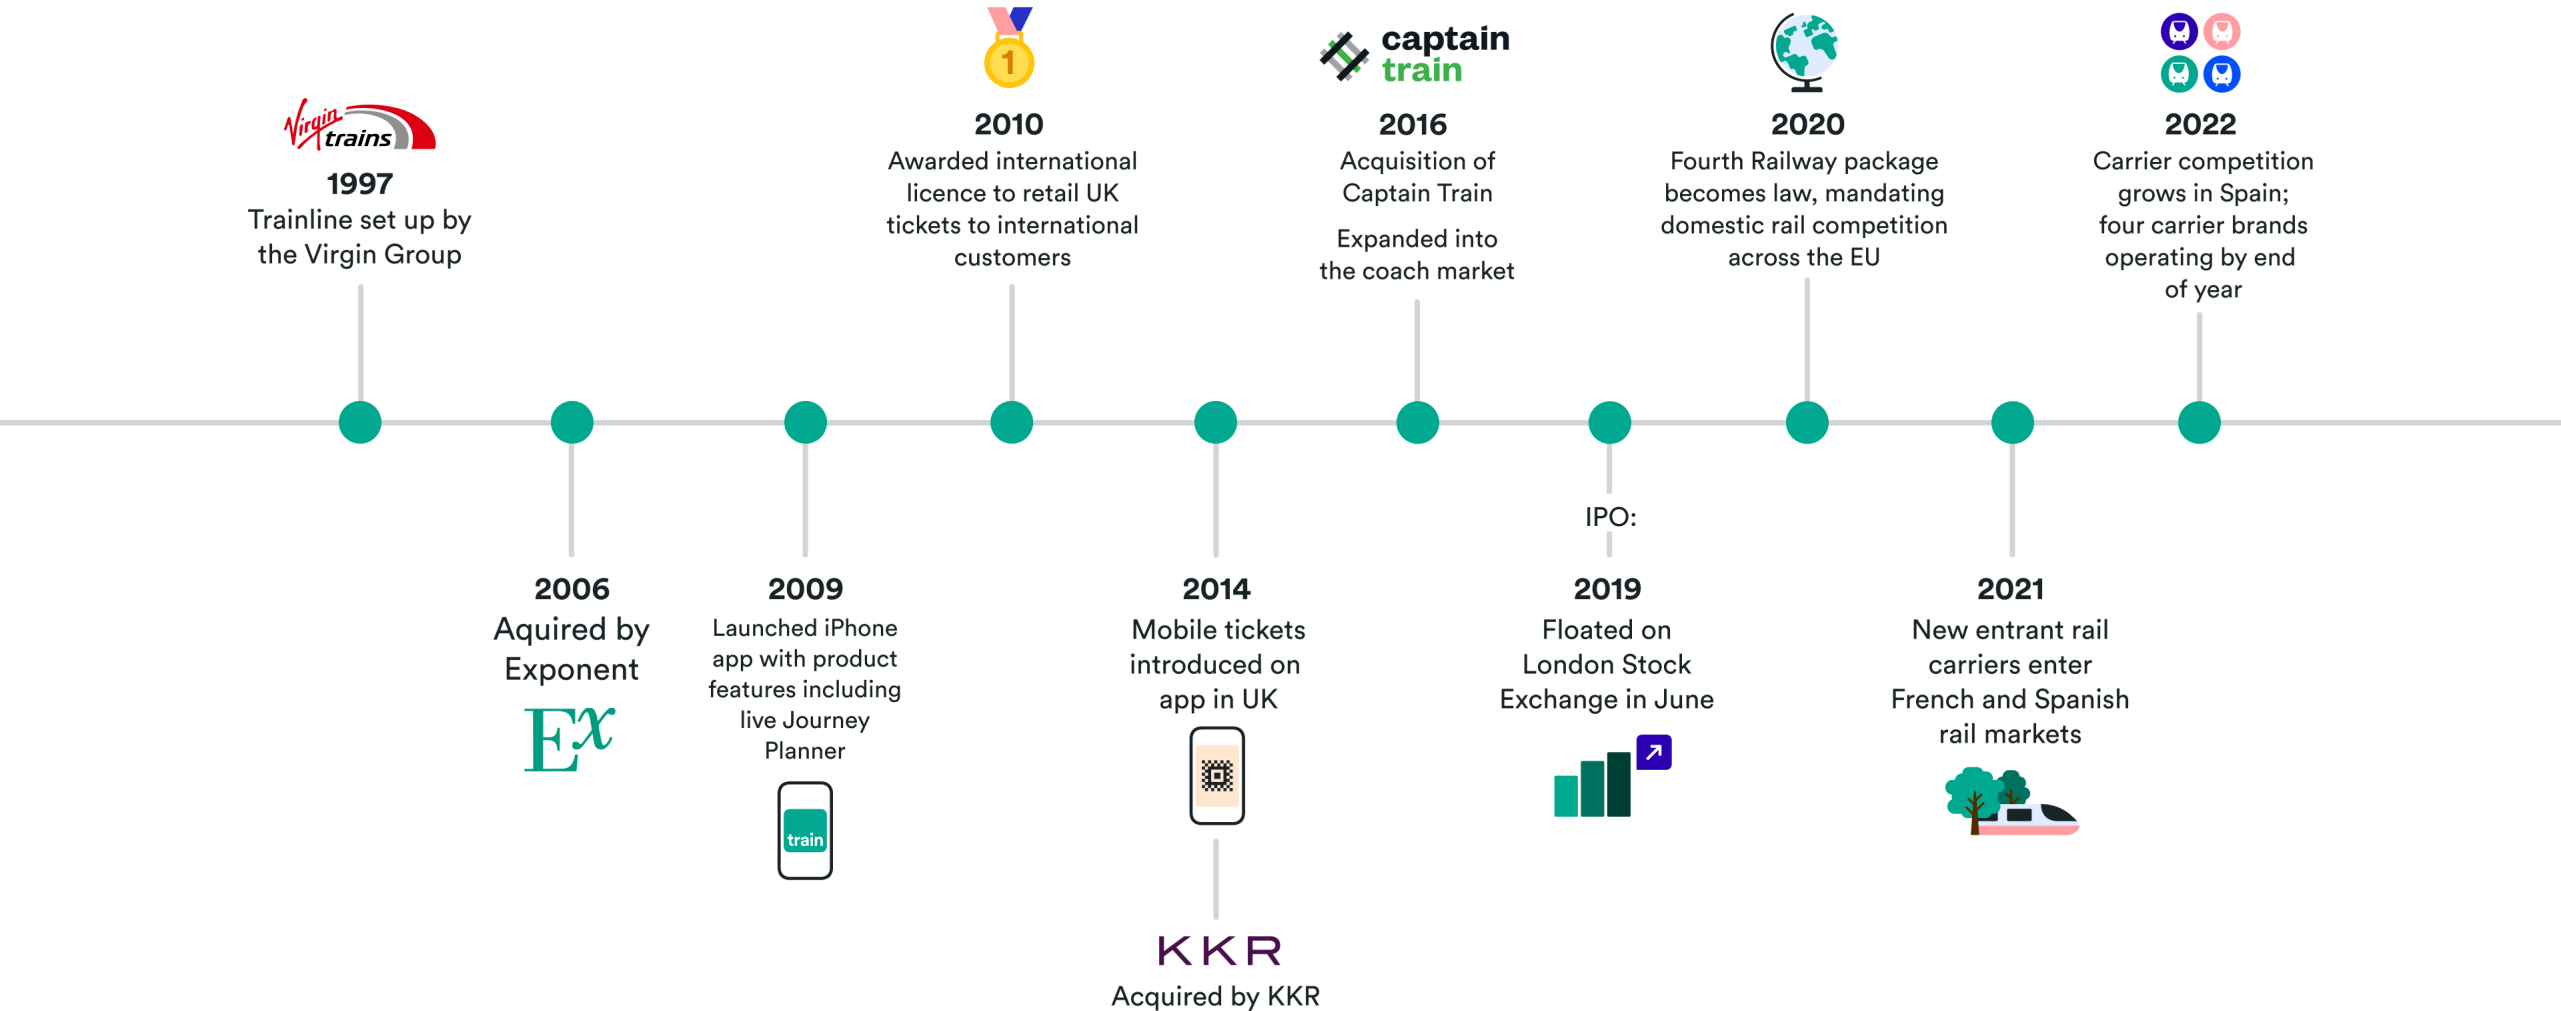 Virgin
trains
1997
Trainline set up by
the Virgin Group
2006
Aquired by
Exponent
Ex
2009
Launched iPhone
app with product
features including
live Journey
Planner
train
1
2010
Awarded international
licence to retail UK
tickets to international
customers
2014
Mobile tickets
introduced on
app in UK
KKR
Acquired by KKR
captain
train
2016
Acquisition of
Captain Train
Expanded into
the coach market
IPO:
2019
Floated on
London Stock
Exchange in June
2020
Fourth Railway package
becomes law, mandating
domestic rail competition
across the EU
2021
New entrant rail
carriers enter
French and Spanish
rail markets
2022
Carrier competition
grows in Spain;
four carrier brands
operating by end
of year